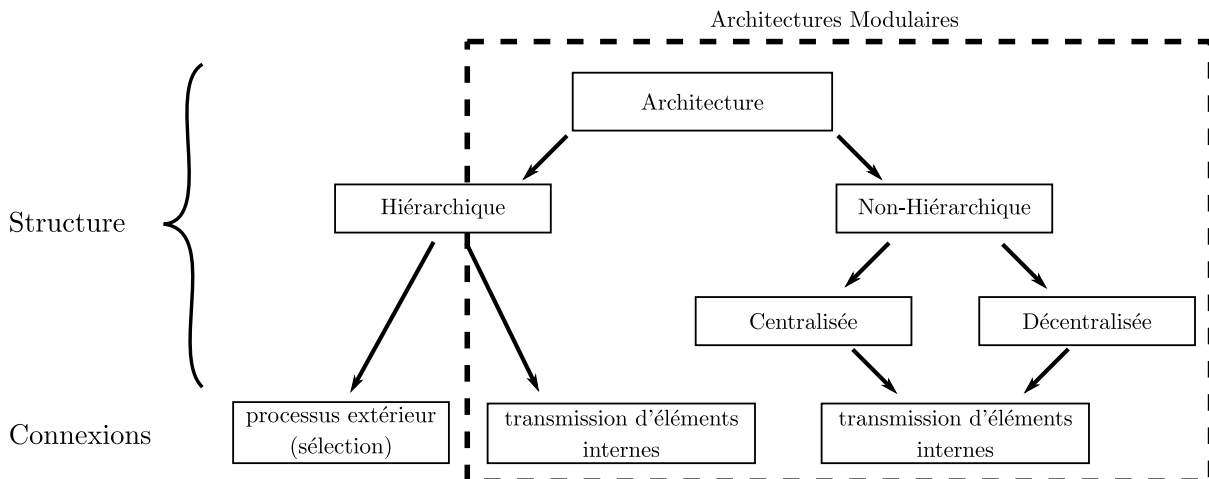 Architectures Modulaires
Architecture
Hiérarchique
Non-Hiérarchique
Structure
Centralisée
Décentralisée
Connexions
processus extérieur
(sélection)
transmission d'éléments
internes
transmission d'éléments
internes